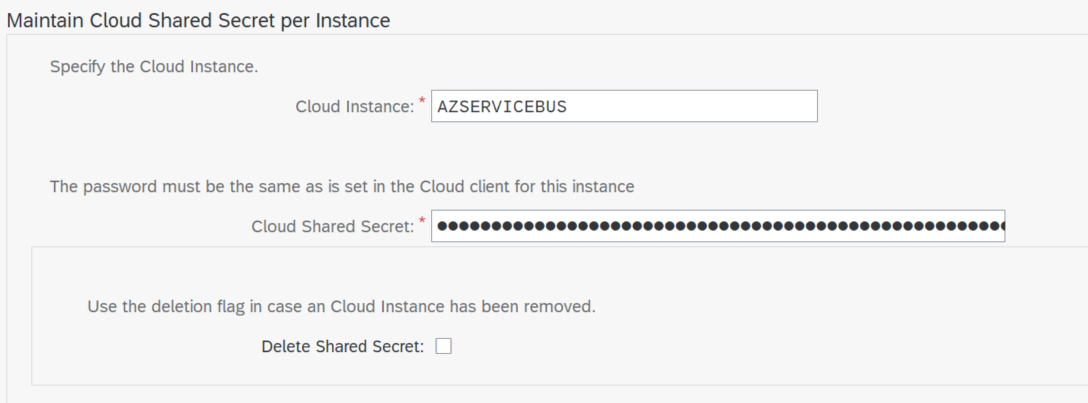 Maintain Cloud Shared Secret per Instance
Specify the Cloud Instance.
Cloud Instance: * AZSERVICEBUS
The password must be the same as is set in the Cloud client for this instance
Cloud Shared Secret: *
Use the deletion flag in case an Cloud Instance has been removed.
Delete Shared Secret: